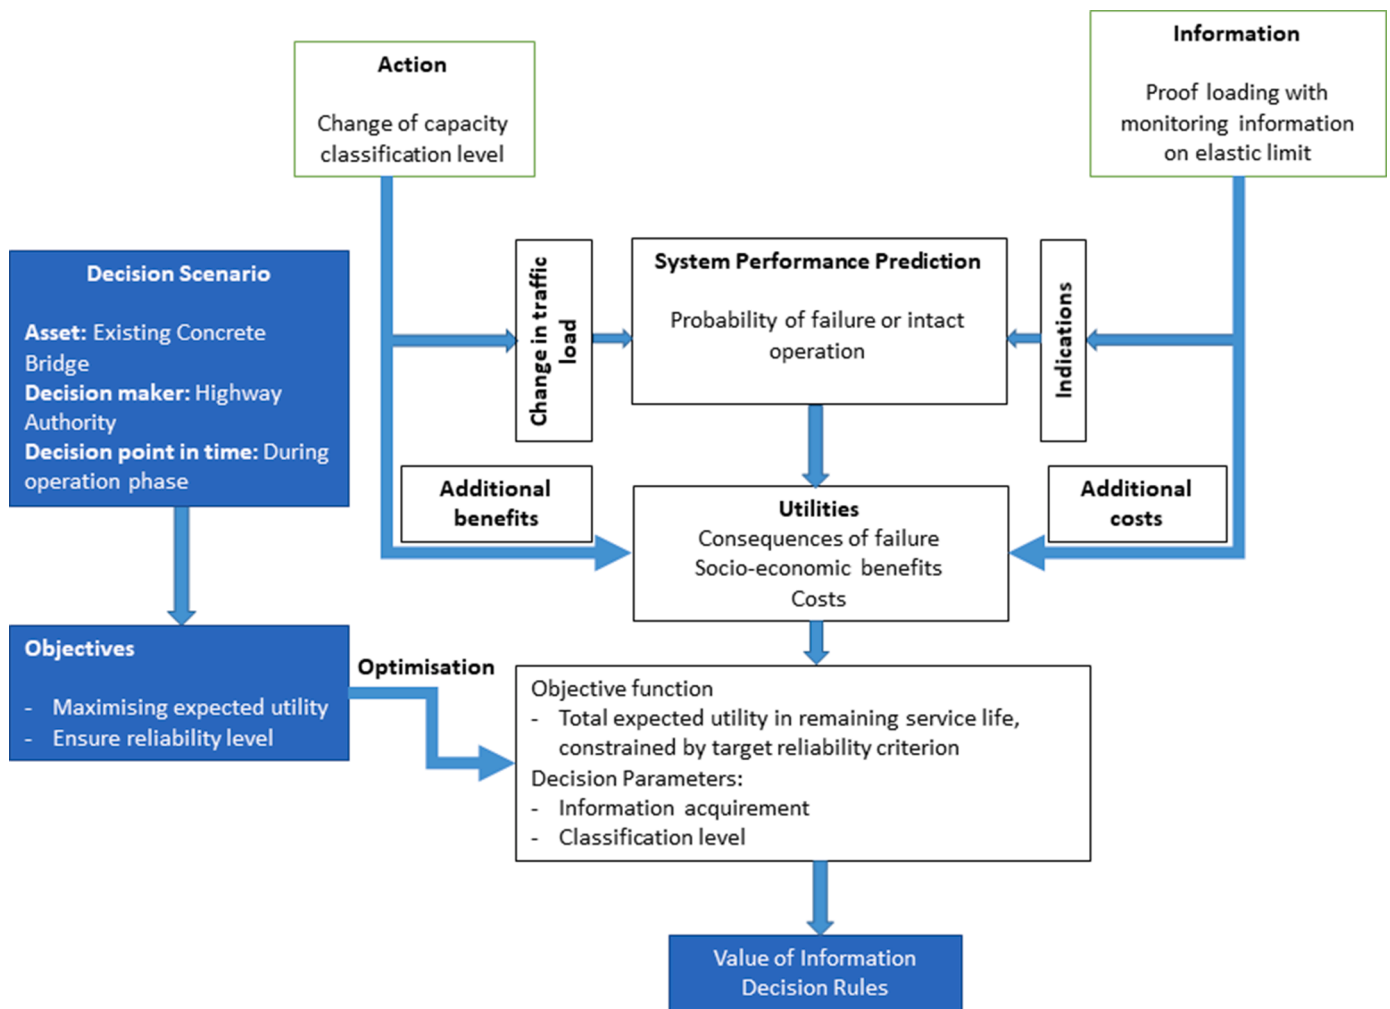 Action
Change of capacity
classification level
Information
Proof loading with
monitoring information
on elastic limit
Decision Scenario
Asset: Existing Concrete
Bridge
Decision maker: Highway
Authority
Decision point in time: During
operation phase
Change in traffic
load
System Performance Prediction
Probability of failure or intact
operation
Indications
Additional
benefits
Utilities
Consequences of failure
Socio-economic benefits
Costs
Additional
costs
Objectives
- Maximising expected utility
- Ensure reliability level
Optimisation
Objective function
- Total expected utility in remaining service life,
constrained by target reliability criterion
Decision Parameters:
- Information acquirement
- Classification level
Value of Information
Decision Rules